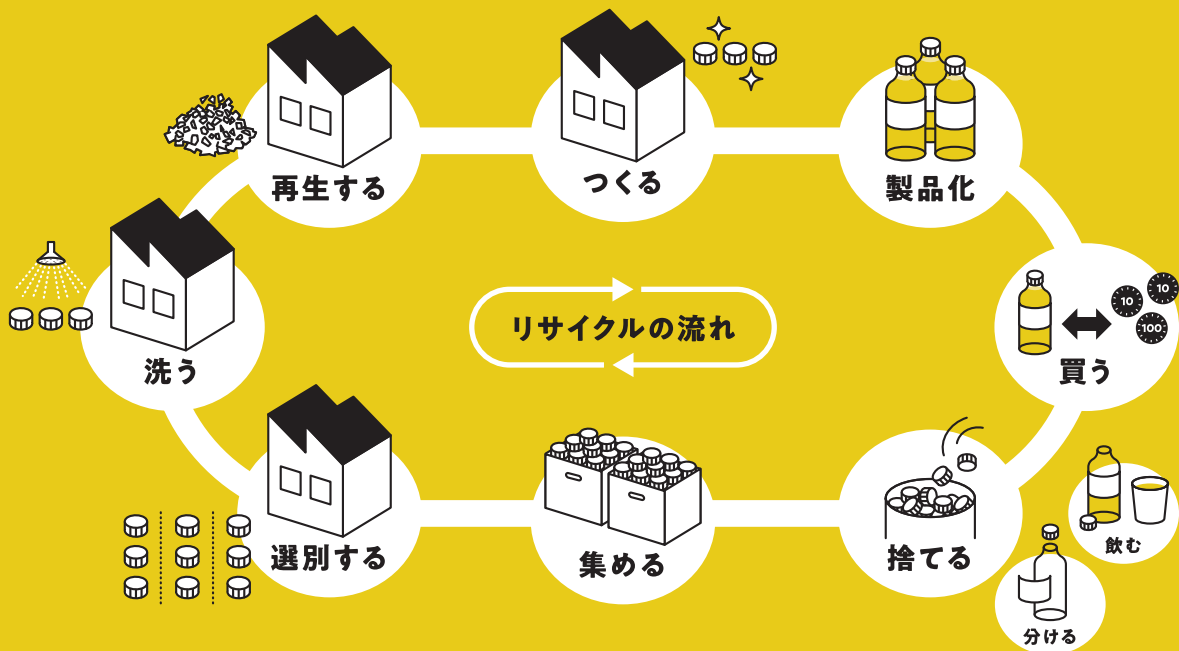 再生する
つくる
製品化
リサイクルの流れ
10
10
100
買う
洗う
選別する
集める
捨てる
飲む
分ける